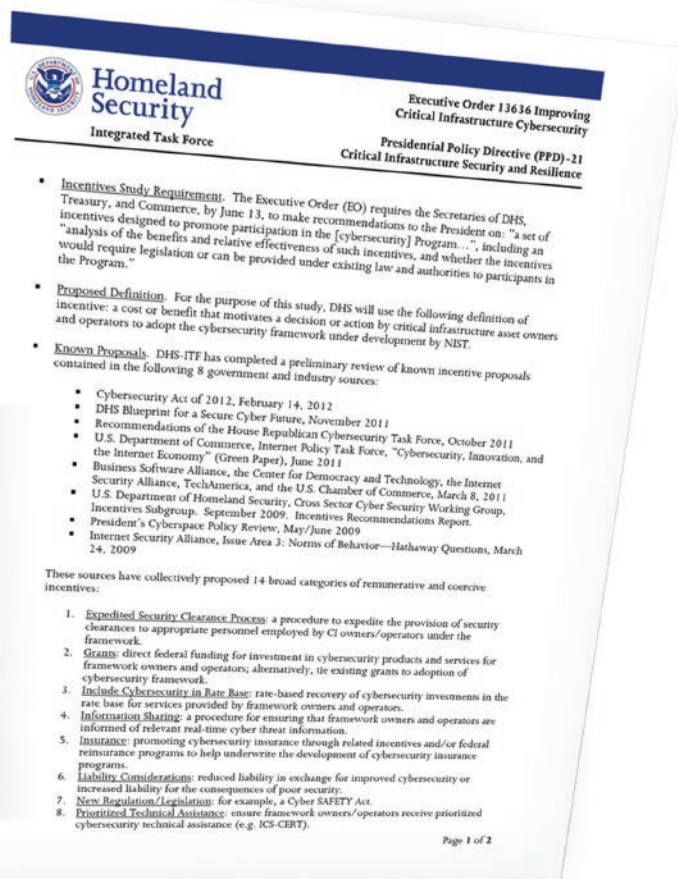 U.S. DEPARTMENT OF HOMELAND SECURITY
Homeland
Security
Integrated Task Force
Executive Order 13636 Improving
Critical Infrastructure Cybersecurity
Presidential Policy Directive (PPD)-21
Critical Infrastructure Security and Resilience
▪ Incentives Study Requirement. The Executive Order (EO) requires the Secretaries of DHS,
Treasury, and Commerce, by June 13, to make recommendations to the President on: "a set of
incentives designed to promote participation in the [cybersecurity] Program…", including an
"analysis of the benefits and relative effectiveness of such incentives, and whether the incentives
would require legislation or can be provided under existing law and authorities to participants in
the Program."
▪ Proposed Definition. For the purpose of this study, DHS will use the following definition of
incentive: a cost or benefit that motivates a decision or action by critical infrastructure asset owners
and operators to adopt the cybersecurity framework under development by NIST.
▪ Known Proposals. DHS-ITF has completed a preliminary review of known incentive proposals
contained in the following 8 government and industry sources:
▪ Cybersecurity Act of 2012, February 14, 2012
▪ DHS Blueprint for a Secure Cyber Future, November 2011
▪ Recommendations of the House Republican Cybersecurity Task Force, October 2011
▪ U.S. Department of Commerce, Internet Policy Task Force, "Cybersecurity, Innovation, and
the Internet Economy" (Green Paper), June 2011
▪ Business Software Alliance, the Center for Democracy and Technology, the Internet
Security Alliance, TechAmerica, and the U.S. Chamber of Commerce, March 8, 2011
▪ U.S. Department of Homeland Security, Cross Sector Cyber Security Working Group,
Incentives Subgroup. September 2009. Incentives Recommendations Report.
▪ President's Cyberspace Policy Review, May/June 2009
▪ Internet Security Alliance, Issue Area 3: Norms of Behavior—Hathaway Questions, March
24, 2009
These sources have collectively proposed 14 broad categories of remunerative and coercive
incentives:
1. Expedited Security Clearance Process: a procedure to expedite the provision of security
clearances to appropriate personnel employed by CI owners/operators under the
framework.
2. Grants: direct federal funding for investment in cybersecurity products and services for
framework owners and operators; alternatively, tie existing grants to adoption of
cybersecurity framework.
3. Include Cybersecurity in Rate Base: rate-based recovery of cybersecurity investments in the
rate base for services provided by framework owners and operators.
4. Information Sharing: a procedure for ensuring that framework owners and operators are
informed of relevant real-time cyber threat information.
5. Insurance: promoting cybersecurity insurance through related incentives and/or federal
reinsurance programs to help underwrite the development of cybersecurity insurance
programs.
6. Liability Considerations: reduced liability in exchange for improved cybersecurity or
increased liability for the consequences of poor security.
7. New Regulation/Legislation: for example, a Cyber SAFETY Act.
8. Prioritized Technical Assistance: ensure framework owners/operators receive prioritized
cybersecurity technical assistance (e.g. ICS-CERT).
Page 1 of 2